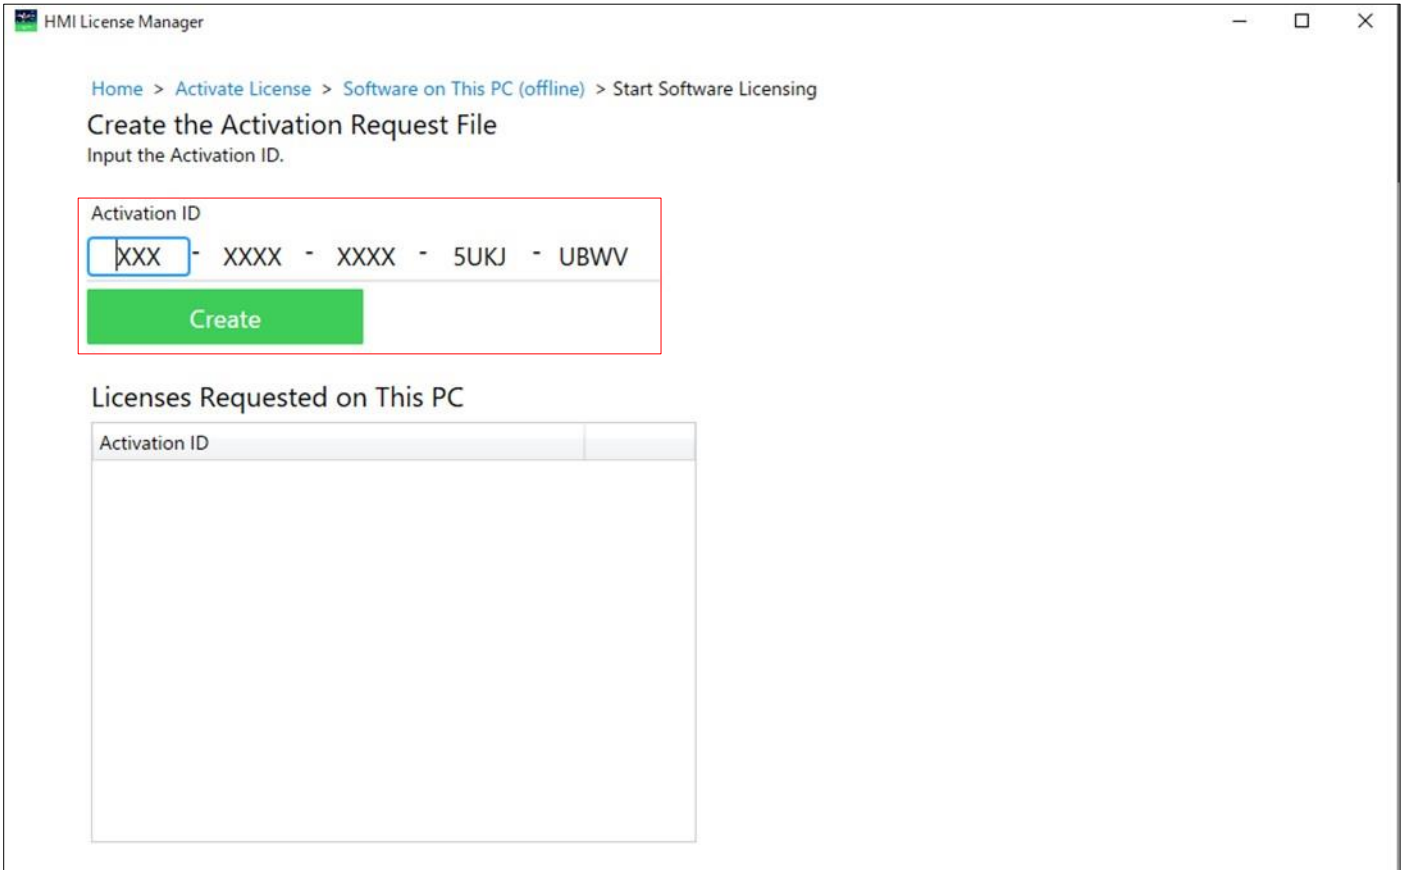 HMI License Manager
Home > Activate License > Software on This PC (offline) > Start Software Licensing
Create the Activation Request File
Input the Activation ID.
Activation ID
XXX - XXXX - XXXX - 5UKJ - UBWV
Create
Licenses Requested on This PC
Activation ID